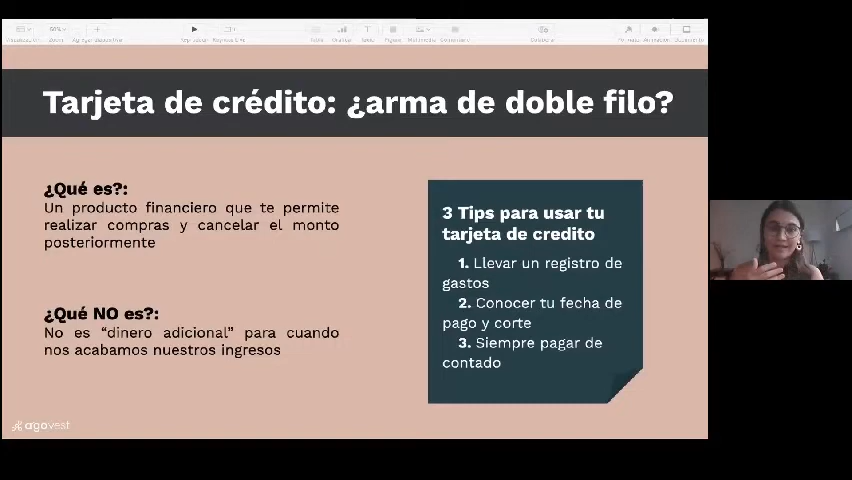 60%
Tarjeta de crédito: ¿arma de doble filo?
¿Qué es?:
Un producto financiero que te permite
realizar compras y cancelar el monto
posteriormente
¿Qué NO es?:
No es “dinero adicional” para cuando
nos acabamos nuestros ingresos
3 Tips para usar tu
tarjeta de credito
1. Llevar un registro de
gastos
2. Conocer tu fecha de
pago y corte
3. Siempre pagar de
contado
agovest